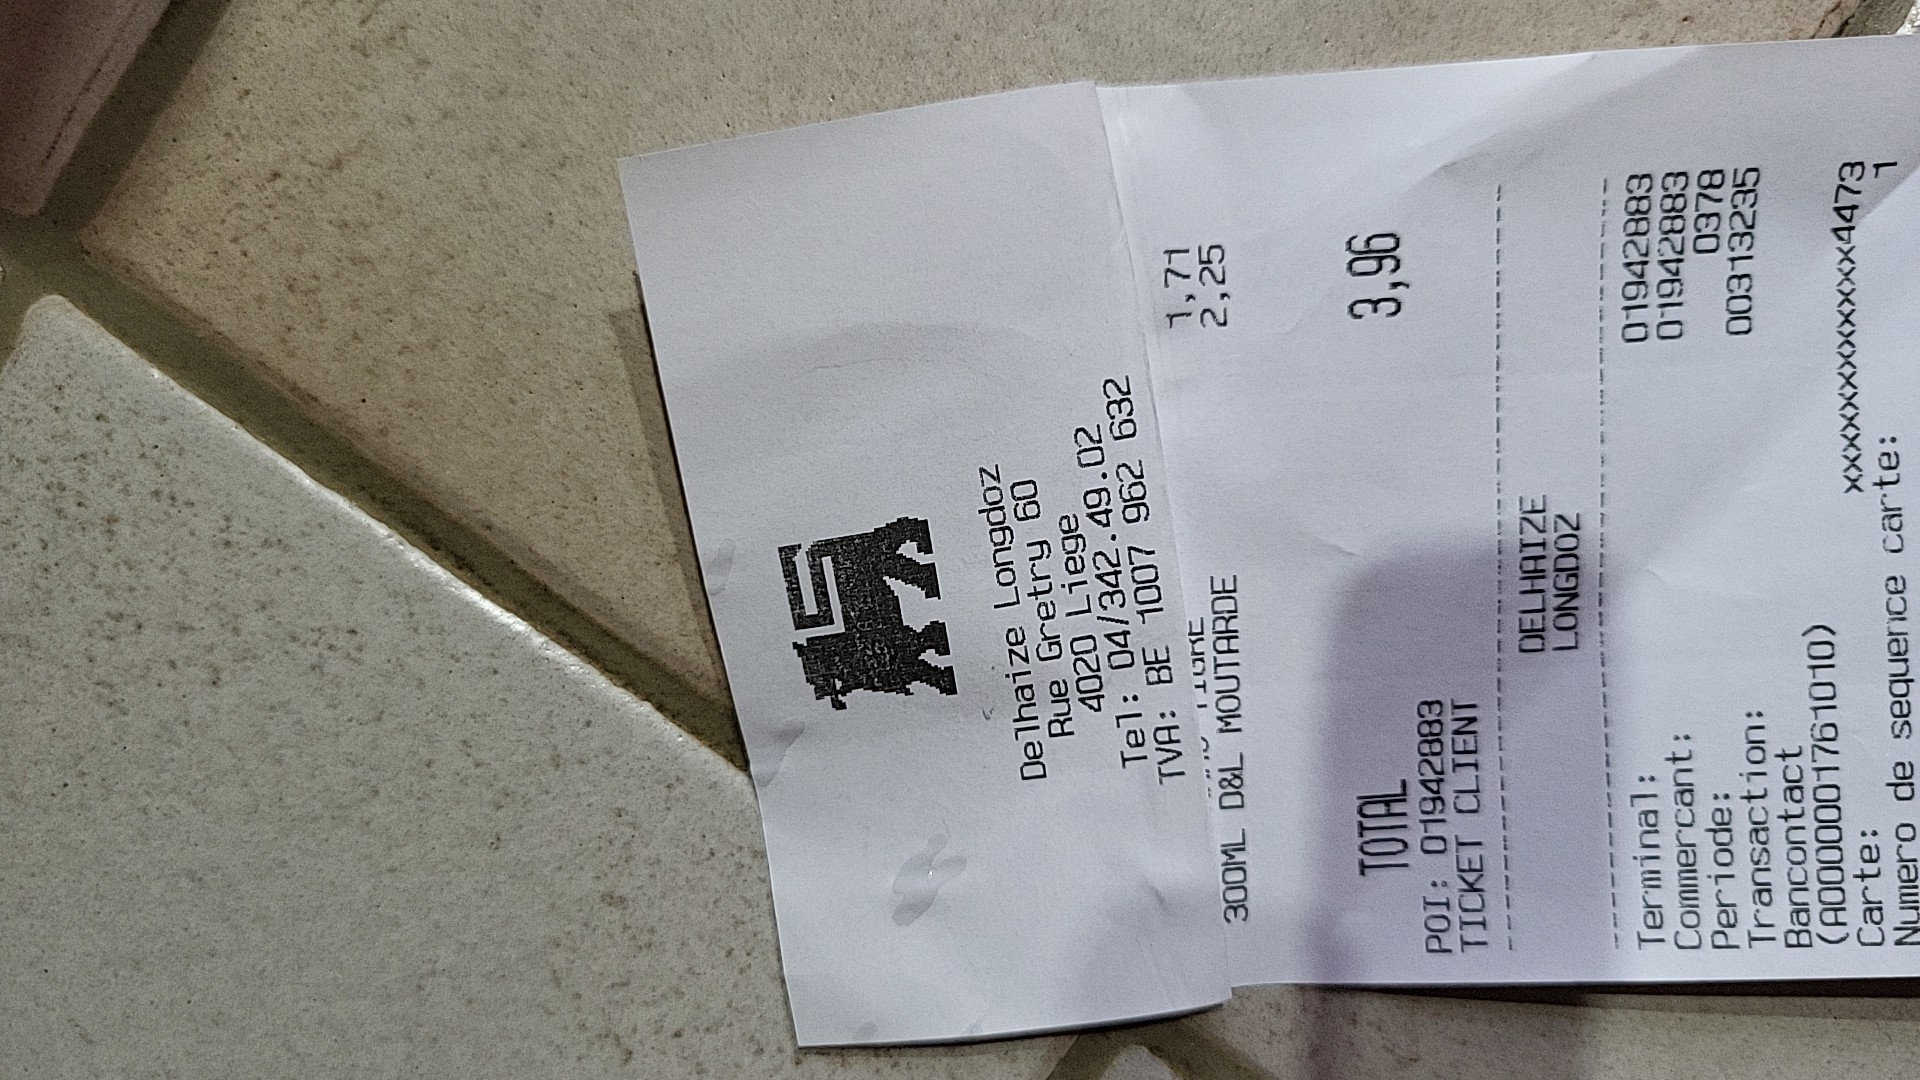 Delhaize Longdoz
Rue Gretry 60
4020 Liege
Tel: 04/342.49.02
TVA: BE 1007 962 632
1,71
300ML D&L MOUTARDE 2,25
TOTAL 3,96
POI: 01942883
TICKET CLIENT
--------------------------------
DELHAIZE
LONGDOZ
--------------------------------
Terminal: 01942883
Commercant: 01942883
Periode: 0378
Transaction: 00313235
Bancontact
(A0000001761010)
Carte: xxxxxxxxxxxxx4473
Numero de sequence carte: 1